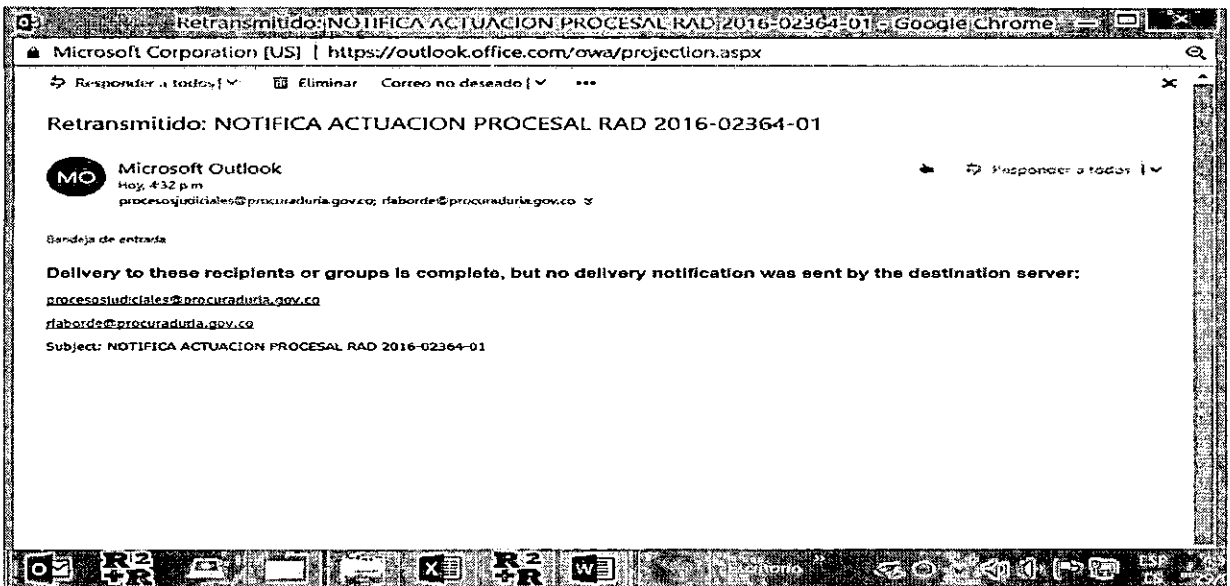 Retransmitido: NOTIFICA ACTUACION PROCESAL RAD 2016-02364-01 - Google Chrome
Microsoft Corporation [US] | https://outlook.office.com/owa/projection.aspx
Responder a todos | Eliminar Correo no deseado | ...
Retransmitido: NOTIFICA ACTUACION PROCESAL RAD 2016-02364-01
MO
Microsoft Outlook
Responder a todos |
Hoy, 4:32 p.m.
procesosjudiciales@procuraduria.gov.co; rlaborde@procuraduria.gov.co
Bandeja de entrada
Delivery to these recipients or groups is complete, but no delivery notification was sent by the destination server:
procesosjudiciales@procuraduria.gov.co
rlaborde@procuraduria.gov.co
Subject: NOTIFICA ACTUACION PROCESAL RAD 2016-02364-01
Escritorio
ESP